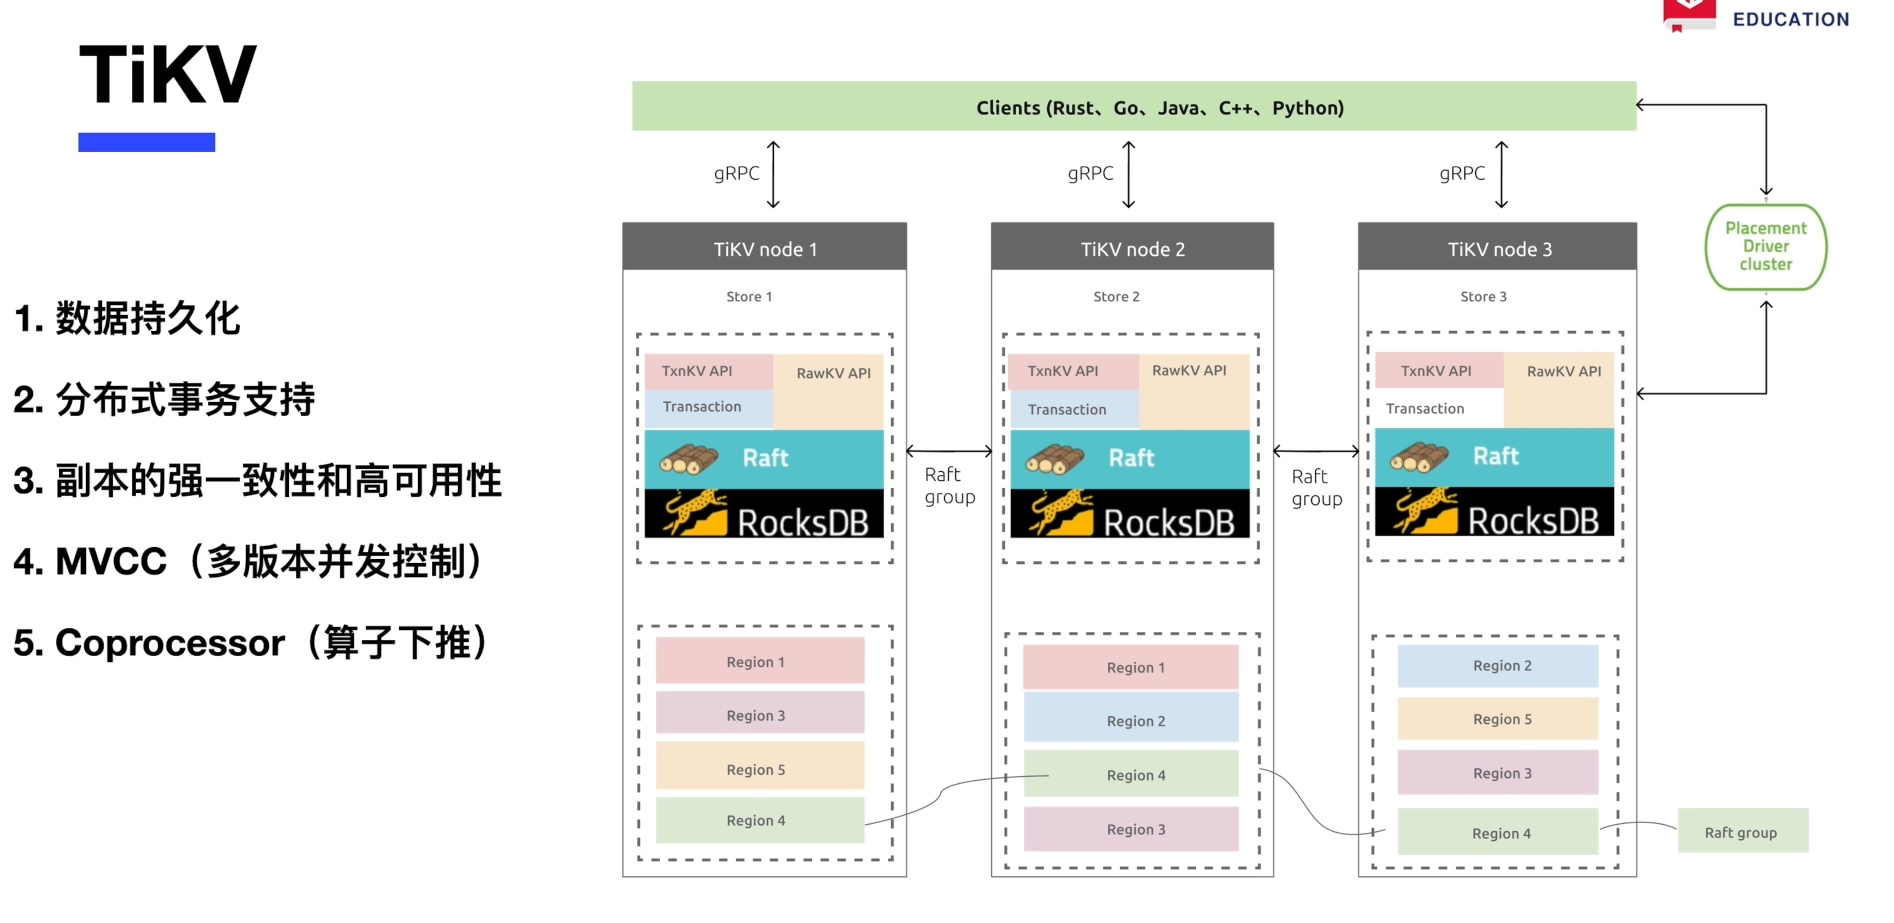 EDUCATION
TiKV
1. 数据持久化
2. 分布式事务支持
3. 副本的强一致性和高可用性
4. MVCC（多版本并发控制）
5. Coprocessor（算子下推）
Clients (Rust、Go、Java、C++、Python)
gRPC
gRPC
gRPC
Placement
Driver
cluster
TiKV node 1
Store 1
TxnKV API
RawKV API
Transaction
Raft
RocksDB
Region 1
Region 3
Region 5
Region 4
Raft
group
TiKV node 2
Store 2
TxnKV API
RawKV API
Transaction
Raft
RocksDB
Region 1
Region 2
Region 4
Region 3
Raft
group
TiKV node 3
Store 3
TxnKV API
RawKV API
Transaction
Raft
RocksDB
Region 2
Region 5
Region 3
Region 4
Raft group